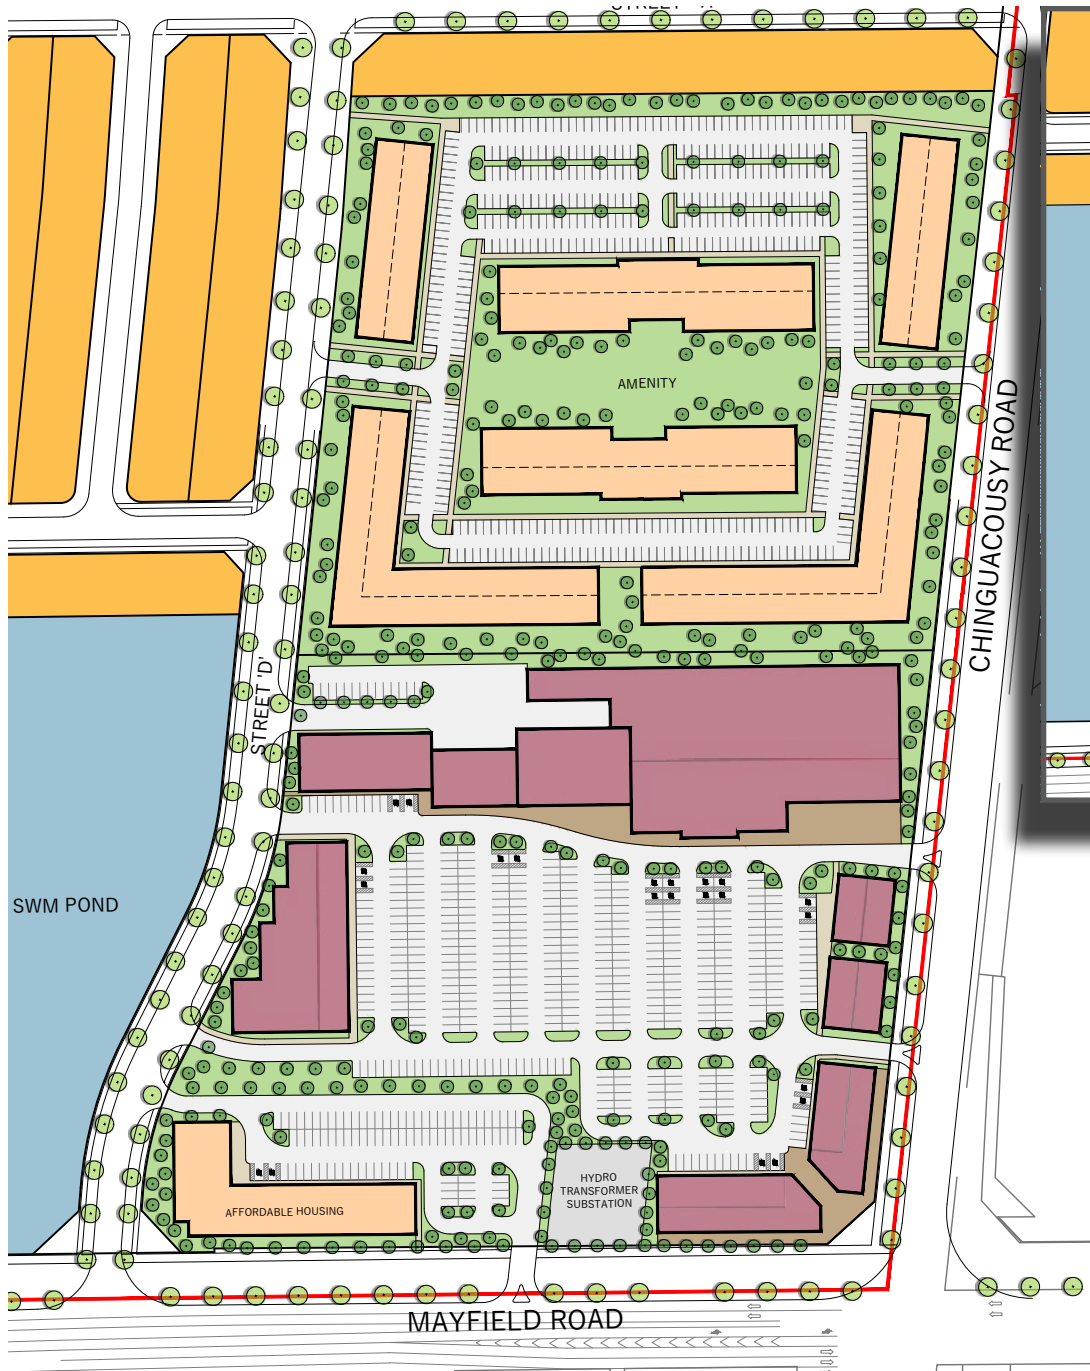 AMENITY
CHINGUACOUSY ROAD
STREET 'D'
SWM POND
HYDRO
TRANSFORMER
SUBSTATION
AFFORDABLE HOUSING
MAYFIELD ROAD